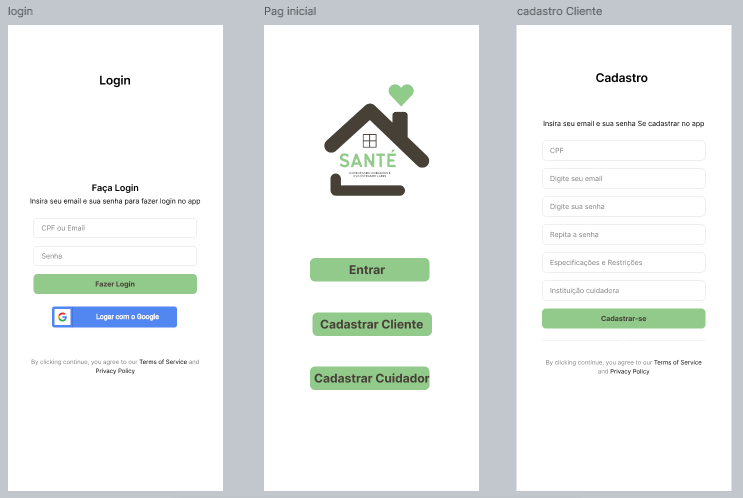 login
Login
Faça Login
Insira seu email e sua senha para fazer login no app
CPF ou Email
Senha
Fazer Login
Logar com o Google
By clicking continue, you agree to our Terms of Service and
Privacy Policy
Pag inicial
SANTÉ
Entrar
Cadastrar Cliente
Cadastrar Cuidador
cadastro Cliente
Cadastro
Insira seu email e sua senha Se cadastrar no app
CPF
Digite seu email
Digite sua senha
Repita a senha
Especificações e Restrições
Instituição cuidadora
Cadastrar-se
By clicking continue, you agree to our Terms of Service
and Privacy Policy